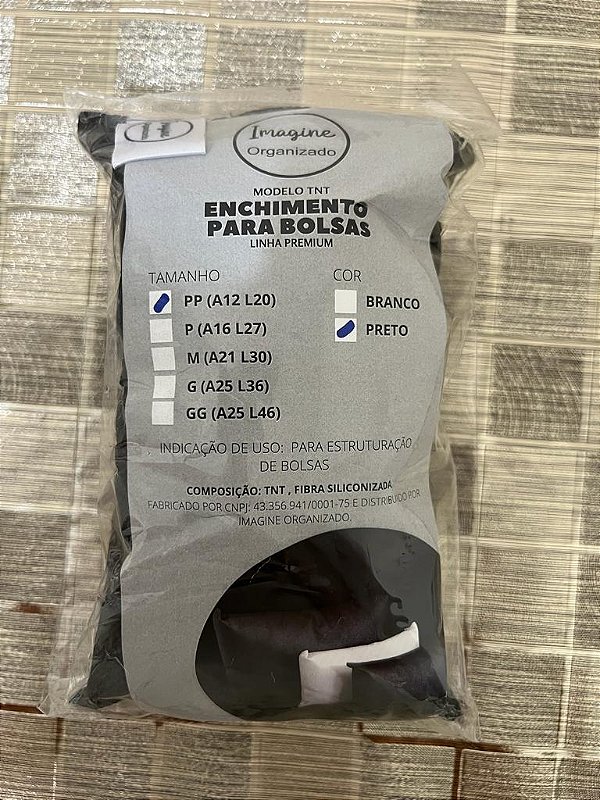 Imagine
Organizado
MODELO TNT
ENCHIMENTO
PARA BOLSAS
LINHA PREMIUM
TAMANHO
PP (A12 L20)
P (A16 L27)
M (A21 L30)
G (A25 L36)
GG (A25 L46)
COR
BRANCO
PRETO
INDICAÇÃO DE USO: PARA ESTRUTURAÇÃO
DE BOLSAS
COMPOSIÇÃO: TNT , FIBRA SILICONIZADA
FABRICADO POR CNPJ: 43.356.941/0001-75 E DISTRIBUIDO POR
IMAGINE ORGANIZADO.